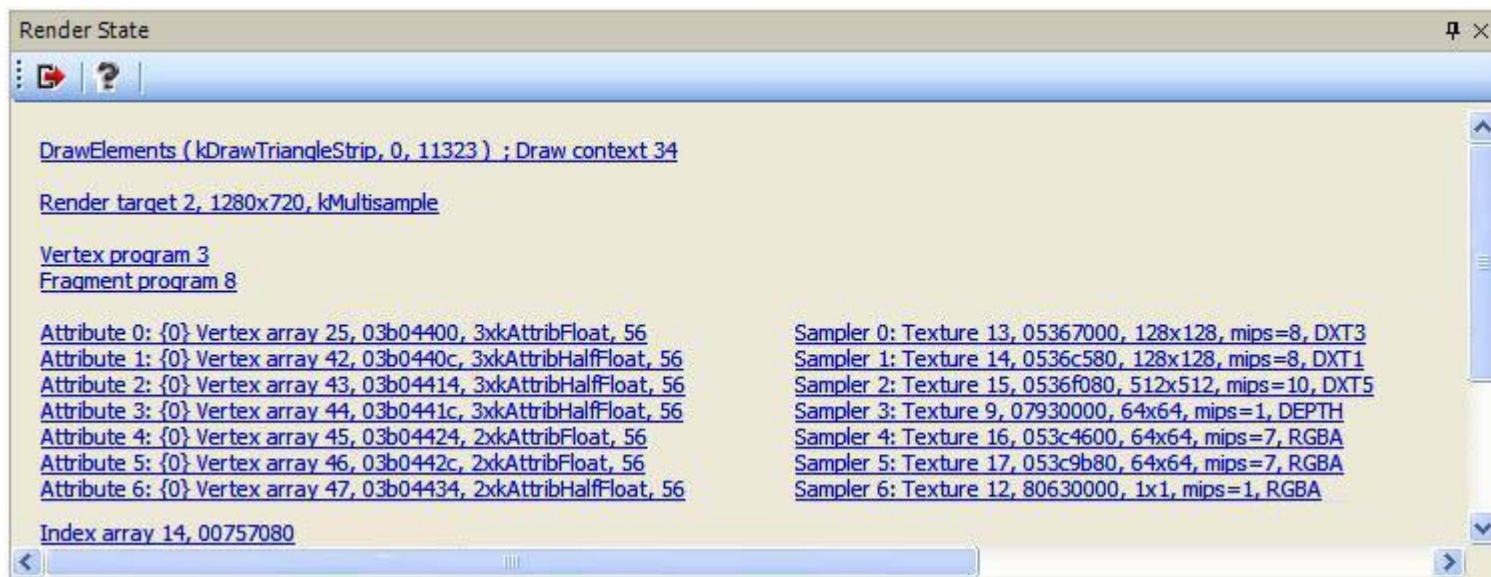 Render State
DrawElements ( kDrawTriangleStrip, 0, 11323 ) ; Draw context 34
Render target 2, 1280x720, kMultisample
Vertex program 3
Fragment program 8
Attribute 0: {0} Vertex array 25, 03b04400, 3xkAttribFloat, 56
Attribute 1: {0} Vertex array 42, 03b0440c, 3xkAttribHalfFloat, 56
Attribute 2: {0} Vertex array 43, 03b04414, 3xkAttribHalfFloat, 56
Attribute 3: {0} Vertex array 44, 03b0441c, 3xkAttribHalfFloat, 56
Attribute 4: {0} Vertex array 45, 03b04424, 2xkAttribFloat, 56
Attribute 5: {0} Vertex array 46, 03b0442c, 2xkAttribFloat, 56
Attribute 6: {0} Vertex array 47, 03b04434, 2xkAttribHalfFloat, 56
Sampler 0: Texture 13, 05367000, 128x128, mips=8, DXT3
Sampler 1: Texture 14, 0536c580, 128x128, mips=8, DXT1
Sampler 2: Texture 15, 0536f080, 512x512, mips=10, DXT5
Sampler 3: Texture 9, 07930000, 64x64, mips=1, DEPTH
Sampler 4: Texture 16, 053c4600, 64x64, mips=7, RGBA
Sampler 5: Texture 17, 053c9b80, 64x64, mips=7, RGBA
Sampler 6: Texture 12, 80630000, 1x1, mips=1, RGBA
Index array 14, 00757080